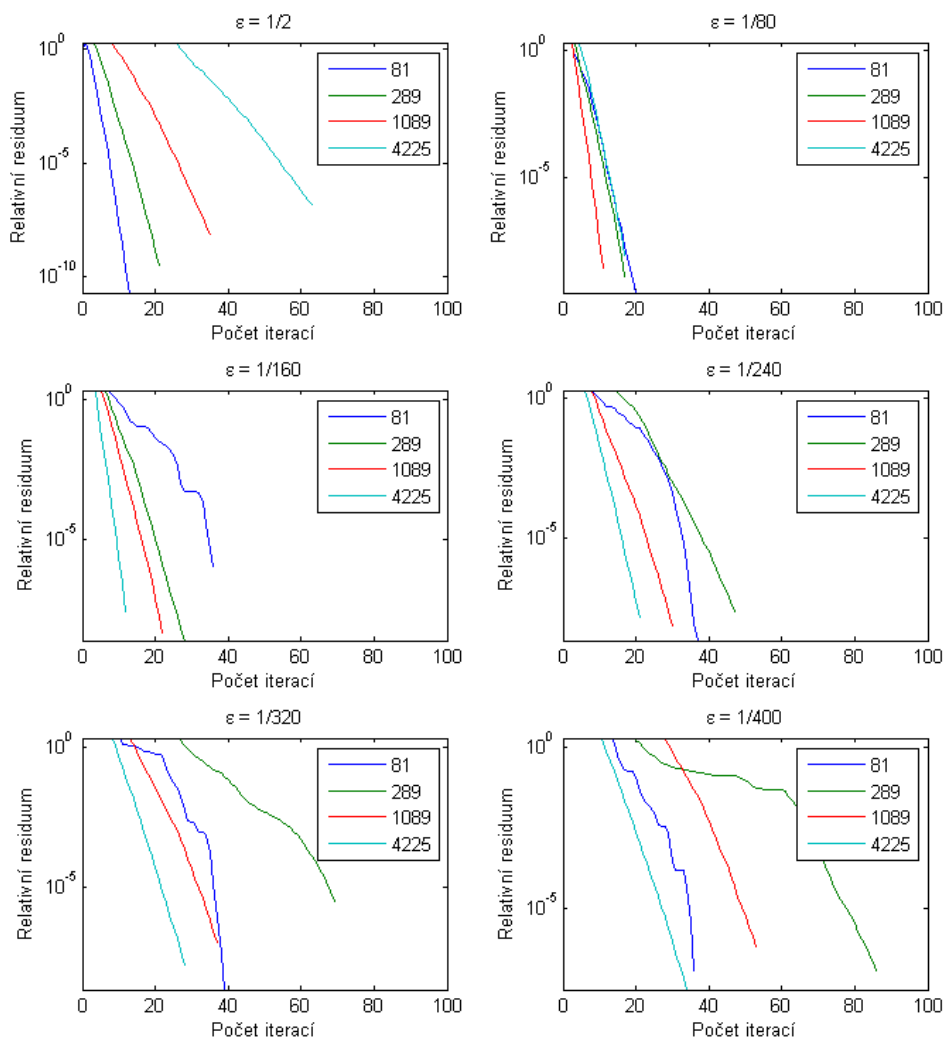 ε = 1/2
10^0
10^-5
10^-10
Relativní residuum
81
289
1089
4225
0 20 40 60 80 100
Počet iterací
ε = 1/80
10^0
10^-5
Relativní residuum
81
289
1089
4225
0 20 40 60 80 100
Počet iterací
ε = 1/160
10^0
10^-5
Relativní residuum
81
289
1089
4225
0 20 40 60 80 100
Počet iterací
ε = 1/240
10^0
10^-5
Relativní residuum
81
289
1089
4225
0 20 40 60 80 100
Počet iterací
ε = 1/320
10^0
10^-5
Relativní residuum
81
289
1089
4225
0 20 40 60 80 100
Počet iterací
ε = 1/400
10^0
10^-5
Relativní residuum
81
289
1089
4225
0 20 40 60 80 100
Počet iterací